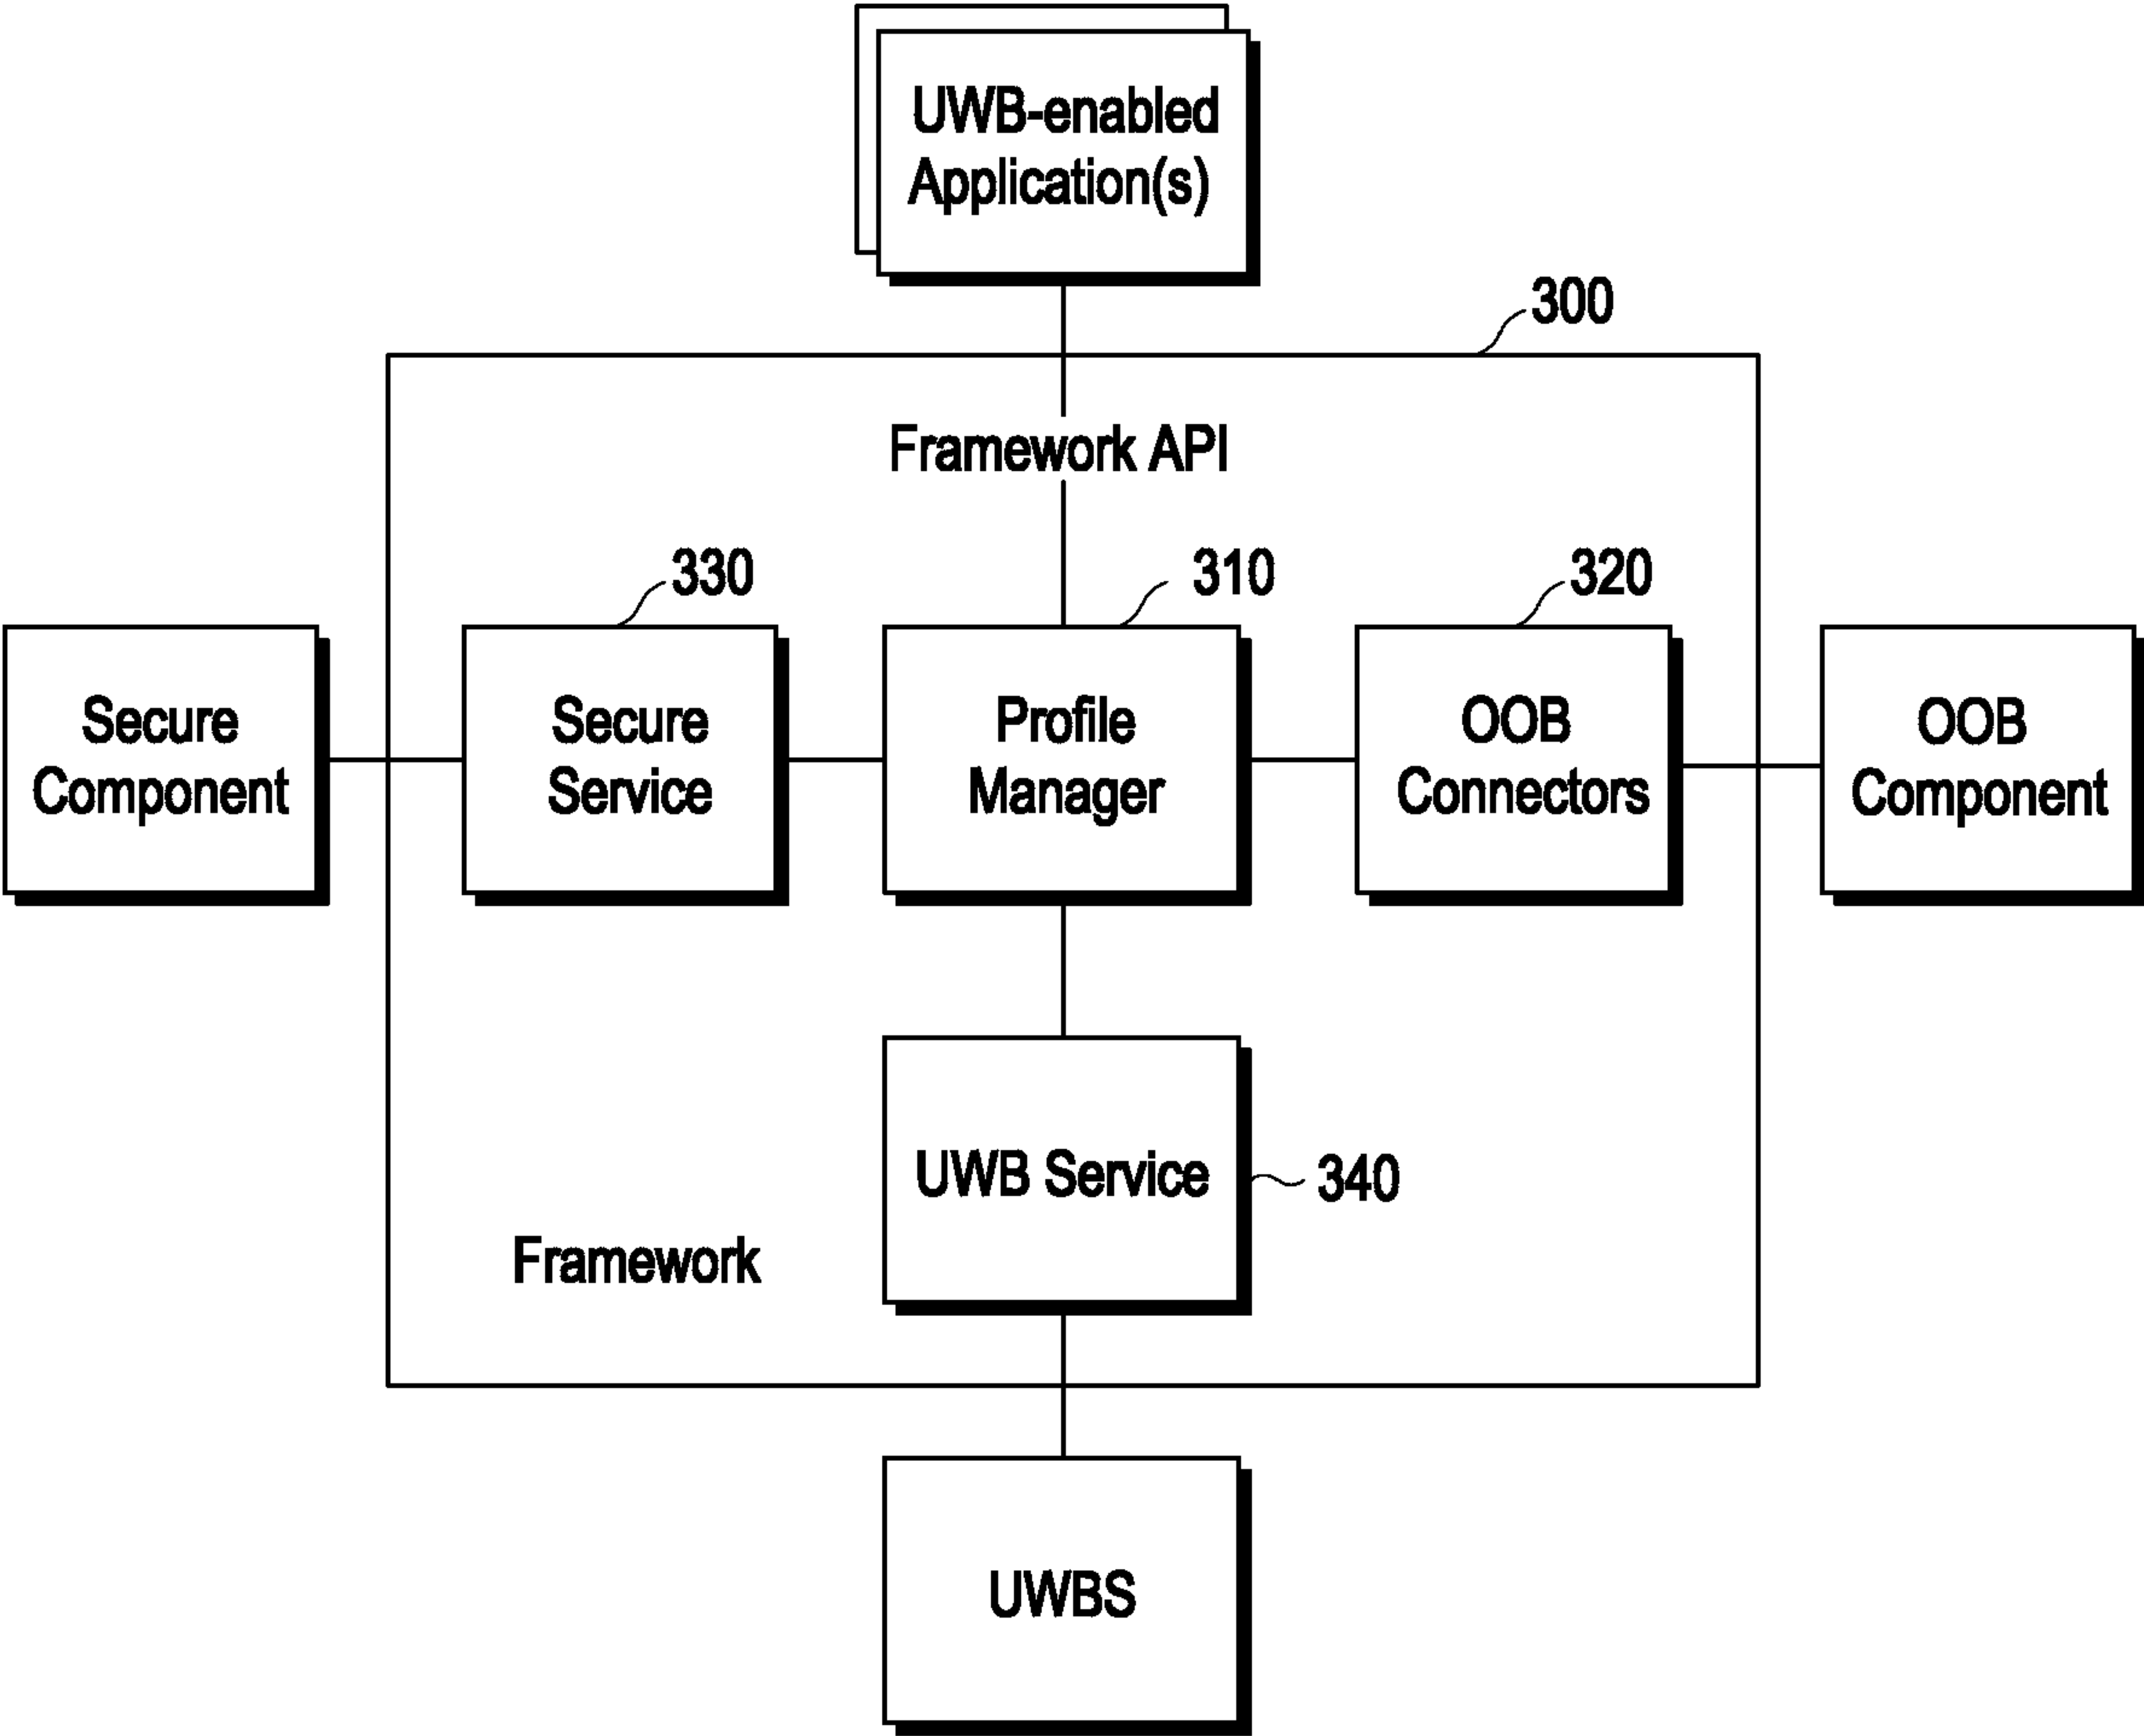 UWB-enabled
Application(s)
300
Framework API
330
310
320
Secure
Component
Secure
Service
Profile
Manager
OOB
Connectors
OOB
Component
UWB Service
340
Framework
UWBS